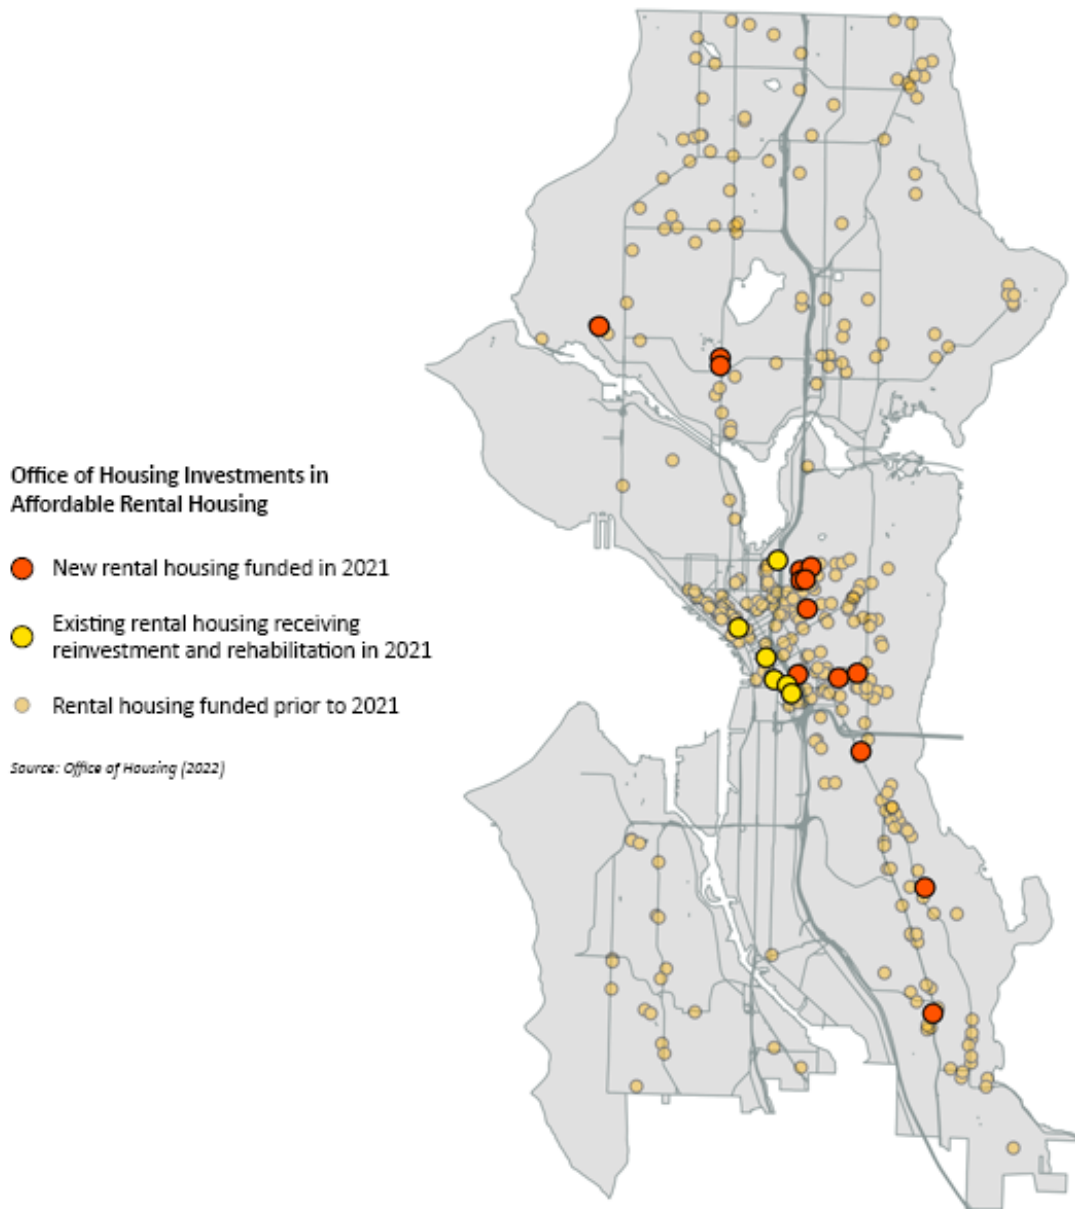 Office of Housing Investments in
Affordable Rental Housing
New rental housing funded in 2021
Existing rental housing receiving
reinvestment and rehabilitation in 2021
Rental housing funded prior to 2021
Source: Office of Housing (2022)